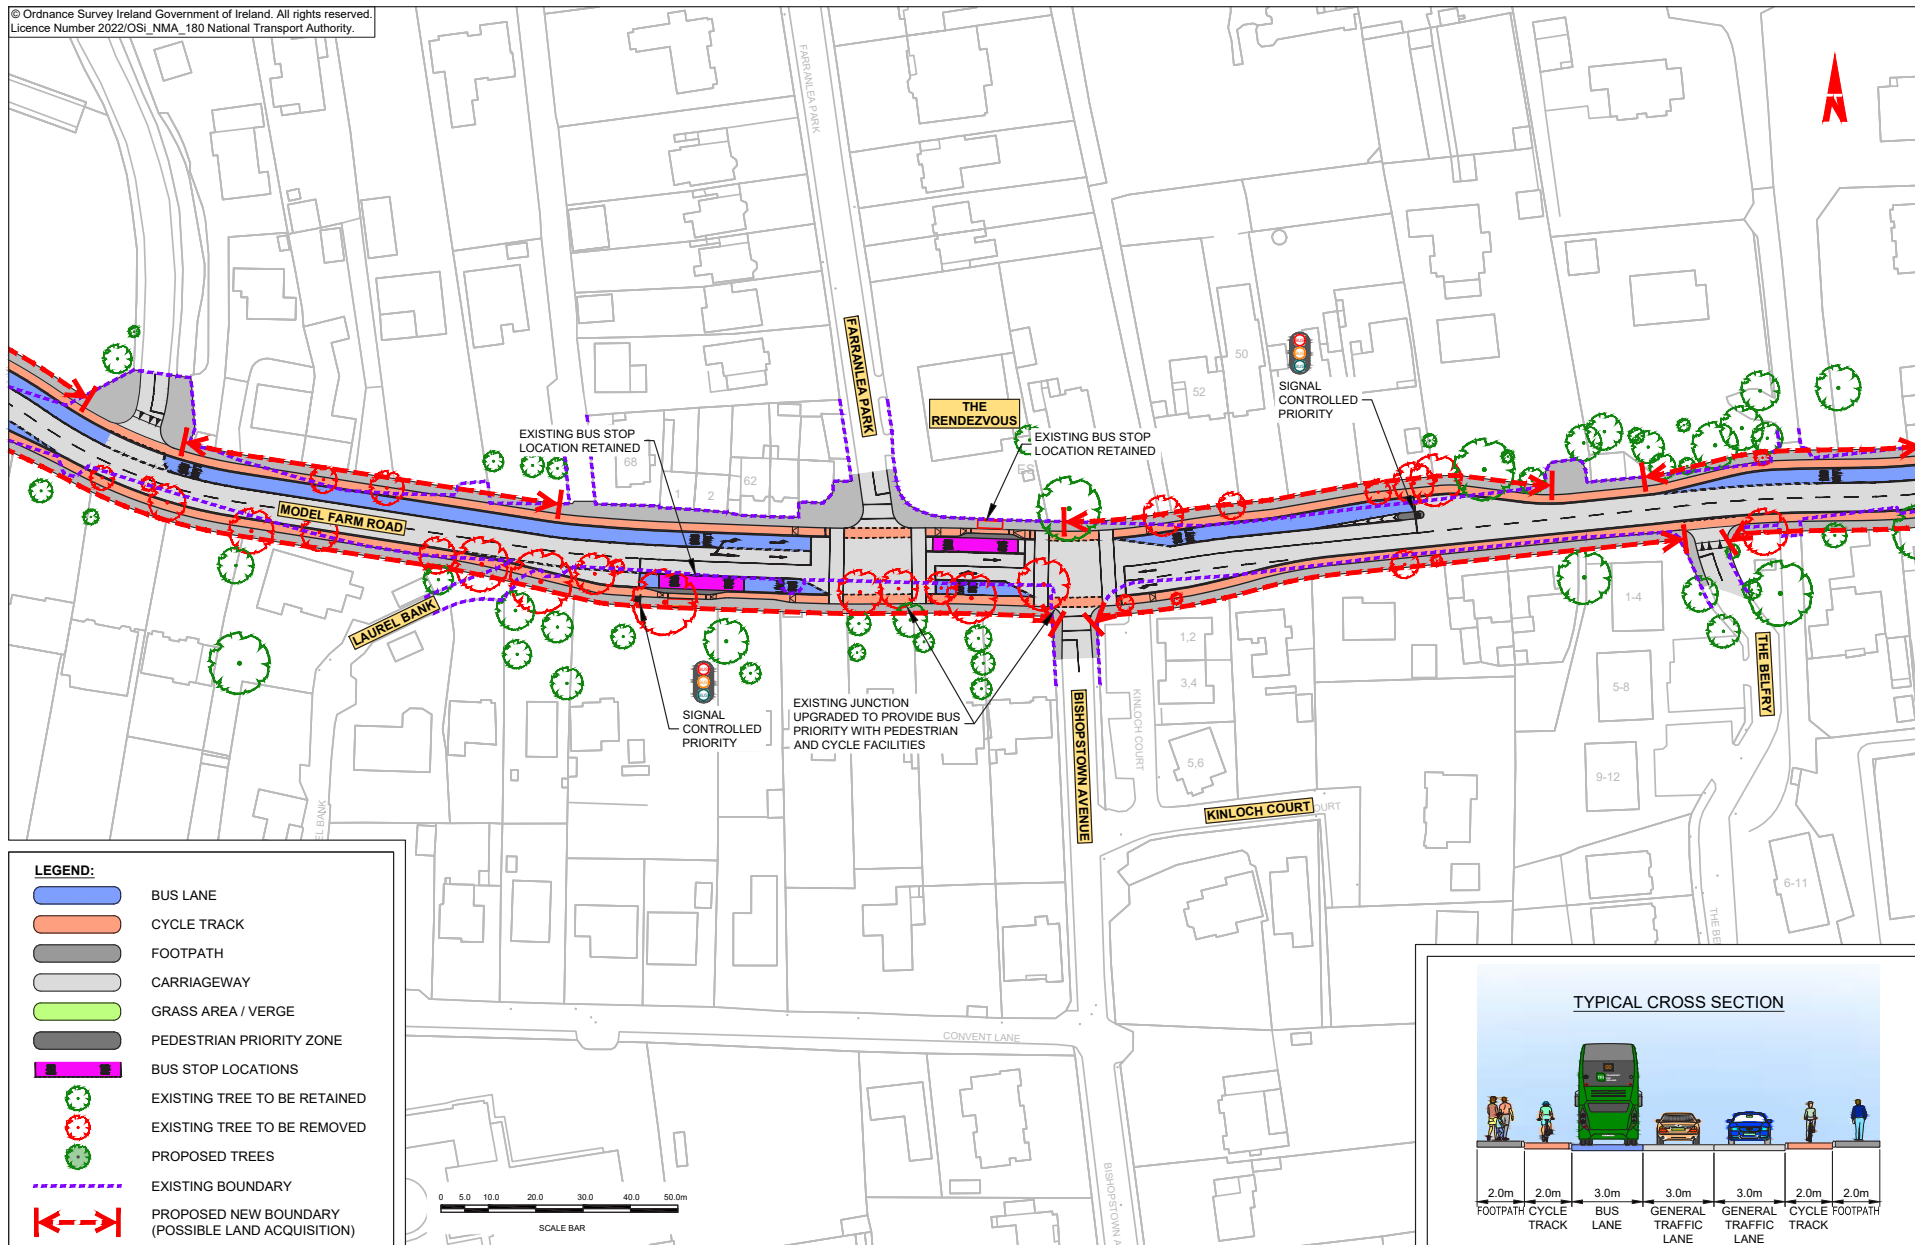 © Ordnance Survey Ireland Government of Ireland. All rights reserved.
Licence Number 2022/OSi_NMA_180 National Transport Authority.
FARRANLEA PARK
FARRANLEA PARK
THE
RENDEZVOUS
50
52
SIGNAL
CONTROLLED
PRIORITY
EXISTING BUS STOP
LOCATION RETAINED
EXISTING BUS STOP
LOCATION RETAINED
ES
68
1
2
62
MODEL FARM ROAD
LAUREL BANK
SIGNAL
CONTROLLED
PRIORITY
EXISTING JUNCTION
UPGRADED TO PROVIDE BUS
PRIORITY WITH PEDESTRIAN
AND CYCLE FACILITIES
BISHOPSTOWN AVENUE
KINLOCH COURT
1,2
3,4
5,6
KINLOCH COURT
OURT
1-4
5-8
9-12
6-11
THE BELFRY
THE BE
EL BANK
CONVENT LANE
BISHOPSTOWN A
LEGEND:
BUS LANE
CYCLE TRACK
FOOTPATH
CARRIAGEWAY
GRASS AREA / VERGE
PEDESTRIAN PRIORITY ZONE
BUS STOP LOCATIONS
EXISTING TREE TO BE RETAINED
EXISTING TREE TO BE REMOVED
PROPOSED TREES
EXISTING BOUNDARY
PROPOSED NEW BOUNDARY
(POSSIBLE LAND ACQUISITION)
0 5.0 10.0 20.0 30.0 40.0 50.0m
SCALE BAR
TYPICAL CROSS SECTION
2.0m 2.0m 3.0m 3.0m 3.0m 2.0m 2.0m
FOOTPATH CYCLE BUS GENERAL GENERAL CYCLE FOOTPATH
TRACK LANE TRAFFIC TRAFFIC TRACK
LANE LANE